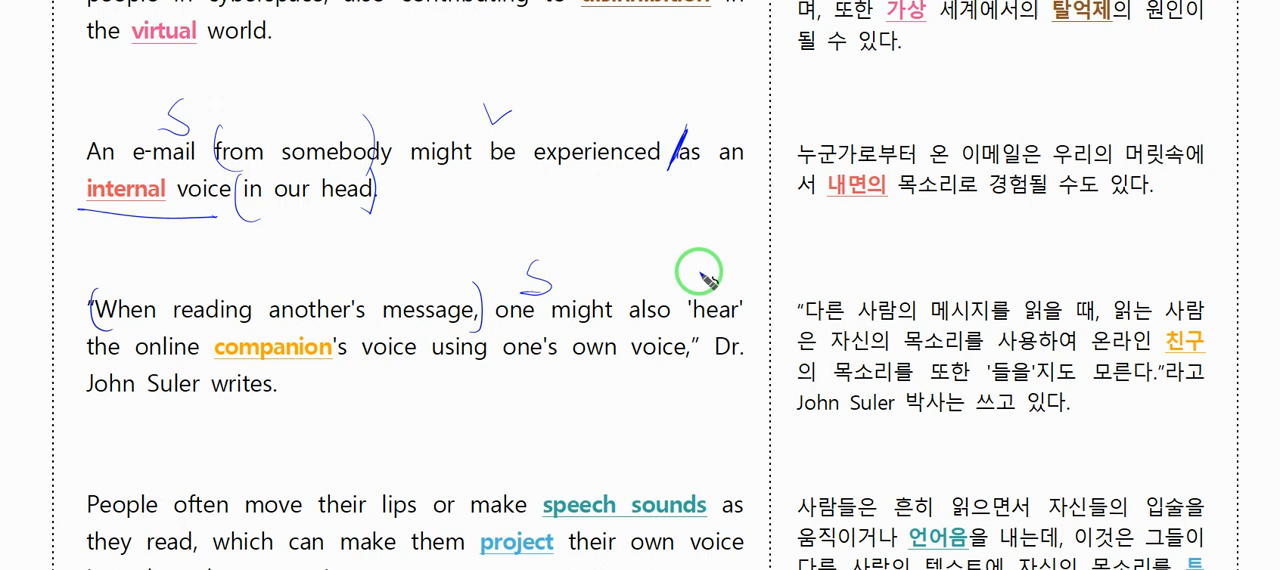 the virtual world.
며, 또한 가상 세계에서의 탈억제의 원인이
될 수 있다.
S
V
An e-mail from somebody might be experienced as an
internal voice in our head.
누군가로부터 온 이메일은 우리의 머릿속에
서 내면의 목소리로 경험될 수도 있다.
S
"When reading another's message, one might also 'hear'
the online companion's voice using one's own voice,” Dr.
John Suler writes.
“다른 사람의 메시지를 읽을 때, 읽는 사람
은 자신의 목소리를 사용하여 온라인 친구
의 목소리를 또한 '들을'지도 모른다.”라고
John Suler 박사는 쓰고 있다.
People often move their lips or make speech sounds as
they read, which can make them project their own voice
사람들은 흔히 읽으면서 자신들의 입술을
움직이거나 언어음을 내는데, 이것은 그들이